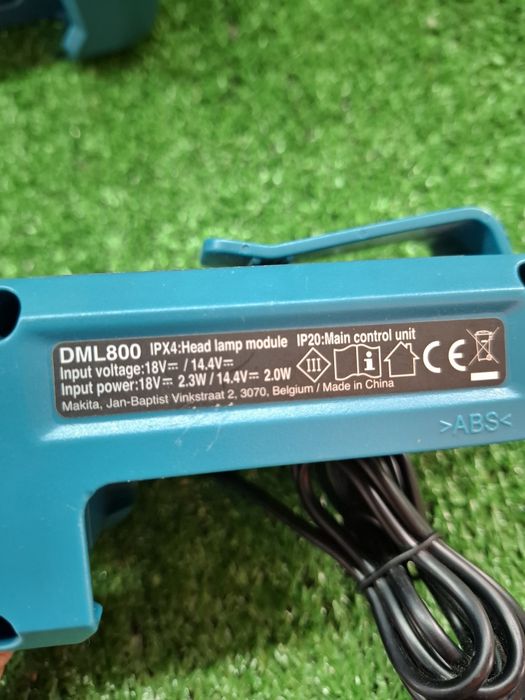 DML800 IPX4:Head lamp module IP20:Main control unit
Input voltage:18V⎓ / 14.4V⎓
Input power:18V⎓ 2.3W / 14.4V⎓ 2.0W
Makita, Jan-Baptist Vinkstraat 2, 3070, Belgium / Made in China
III
CE
>ABS<